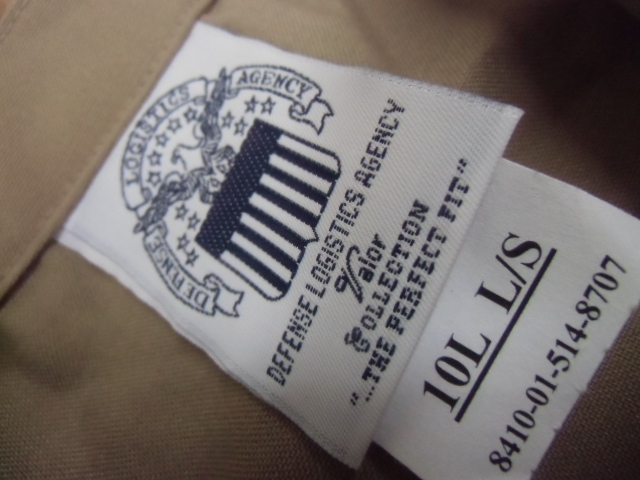 DEFENSE LOGISTICS AGENCY
DEFENSE LOGISTICS AGENCY
Valor
COLLECTION
"...THE PERFECT FIT"
10L L/S
8410-01-514-8707